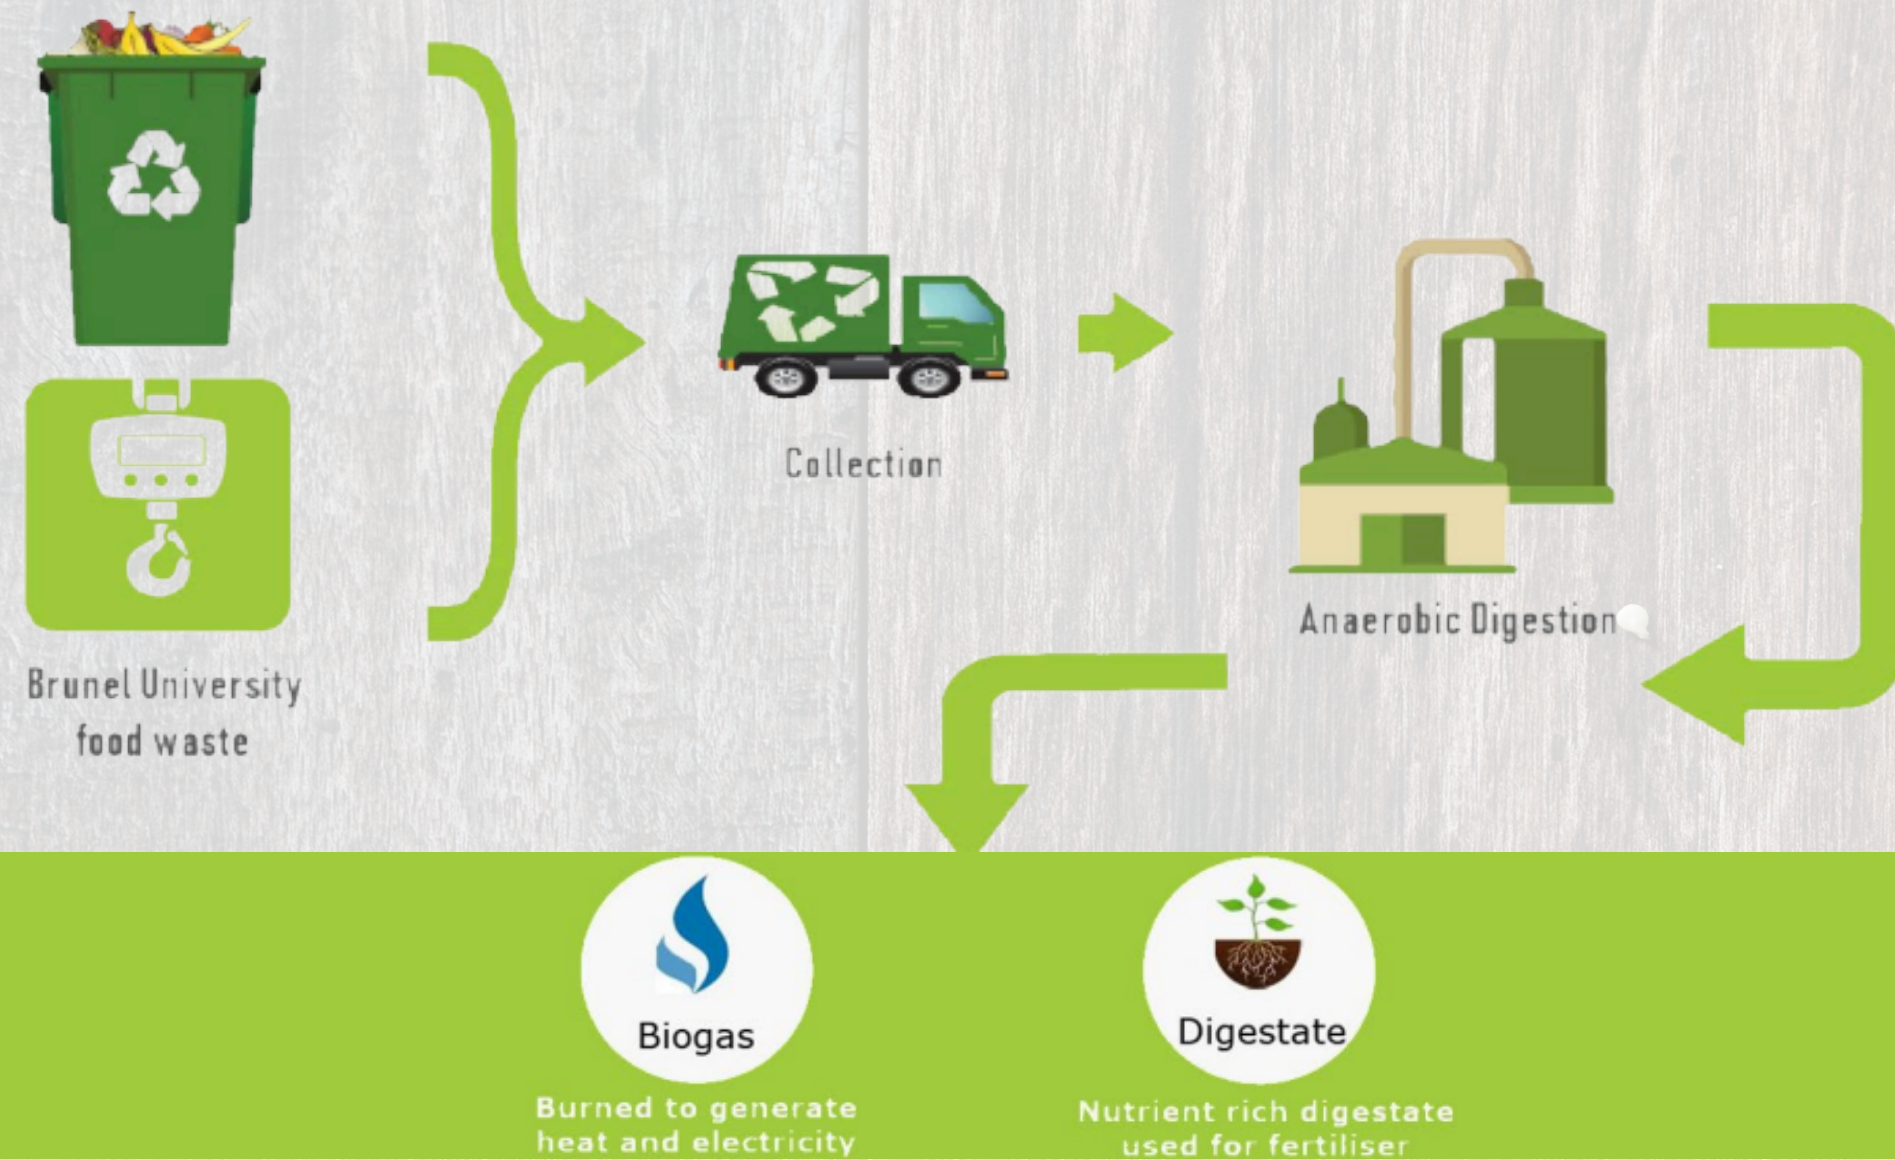 Collection
Anaerobic Digestion
Brunel University
food waste
Biogas
Burned to generate
heat and electricity
Digestate
Nutrient rich digestate
used for fertiliser